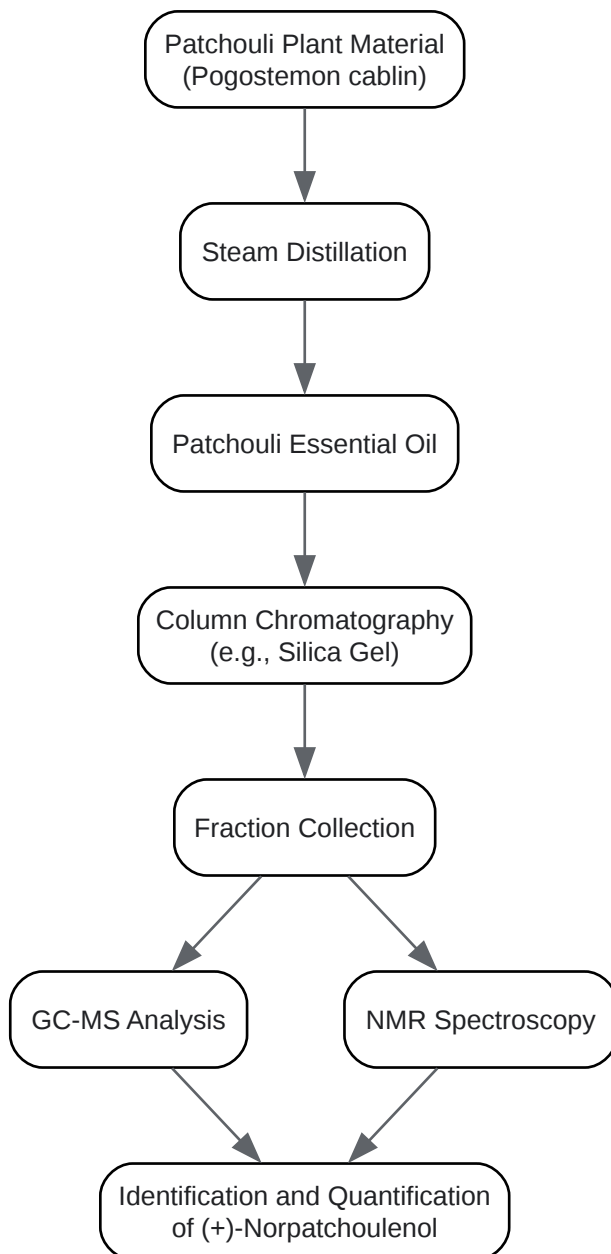 Patchouli Plant Material
(Pogostemon cablin)
Steam Distillation
Patchouli Essential Oil
Column Chromatography
(e.g., Silica Gel)
Fraction Collection
GC-MS Analysis
NMR Spectroscopy
Identification and Quantification
of (+)-Norpatchoulenol